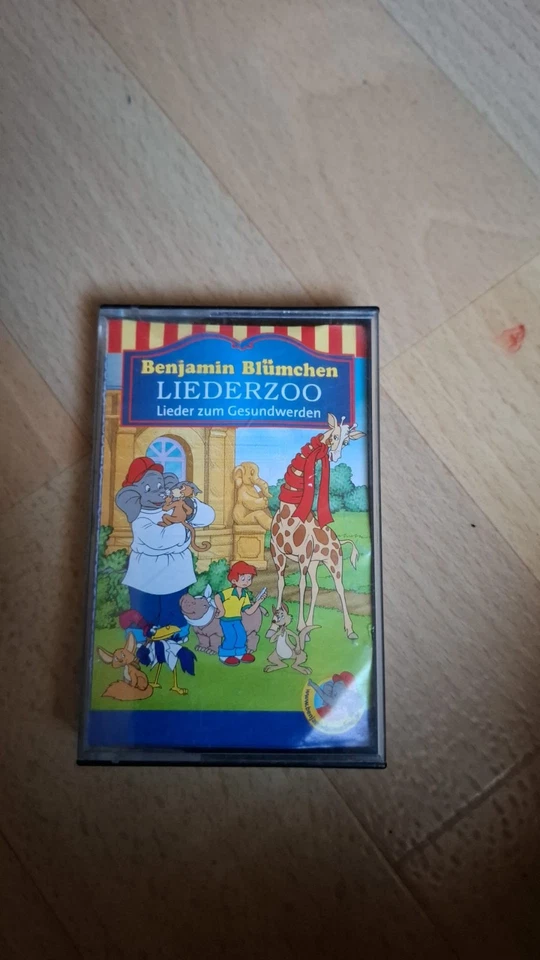 Benjamin Blümchen
LIEDERZOO
Lieder zum Gesundwerden